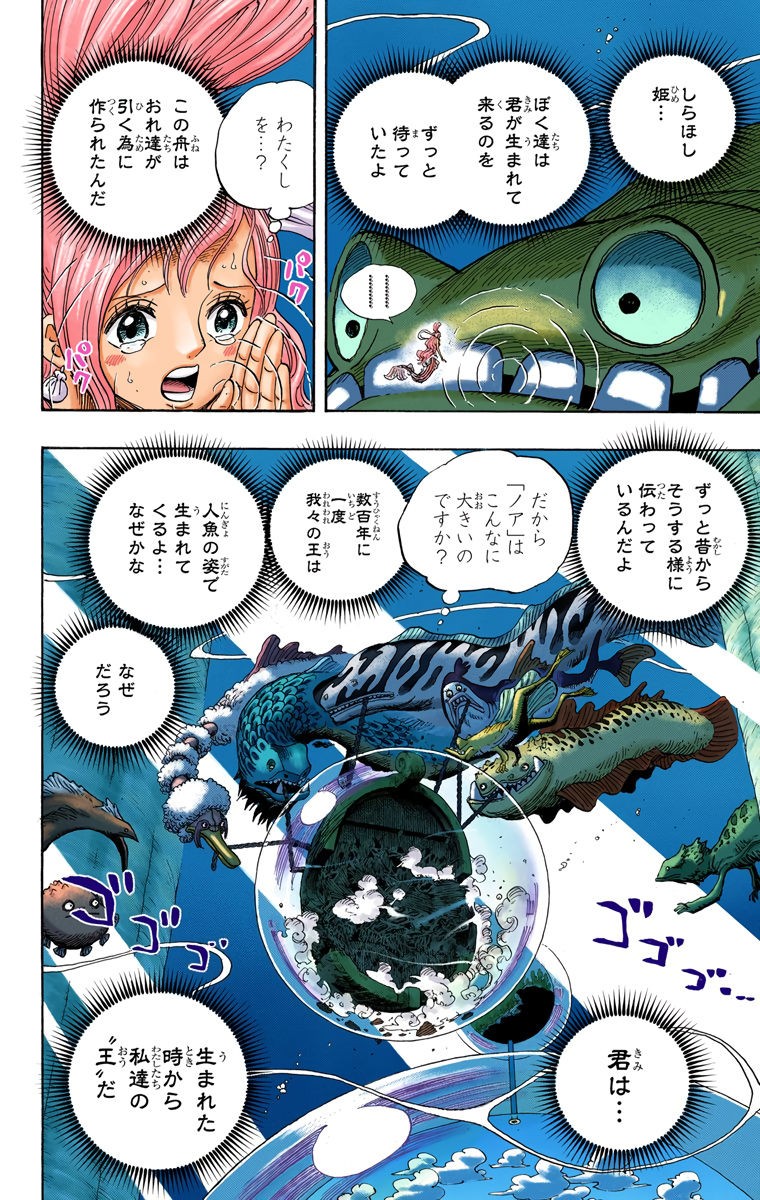 しらほし
姫…
ぼく達は
君が生まれて
来るのを
ずっと
待って
いたよ
………
………
わたくし
を…？
この舟は
おれ達が
引く為に
作られたんだ
パク
パク
ずっと昔から
そうする様に
伝わって
いるんだよ
だから
「ノア」は
こんなに
大きいの
ですか？
数百年に
一度
我々の王は
人魚の姿で
生まれて
くるよ…
なぜかな
なぜ
だろう
ゴゴゴ
ゴゴゴ…
君は…
生まれた
時から
私達の
〝王〟だ